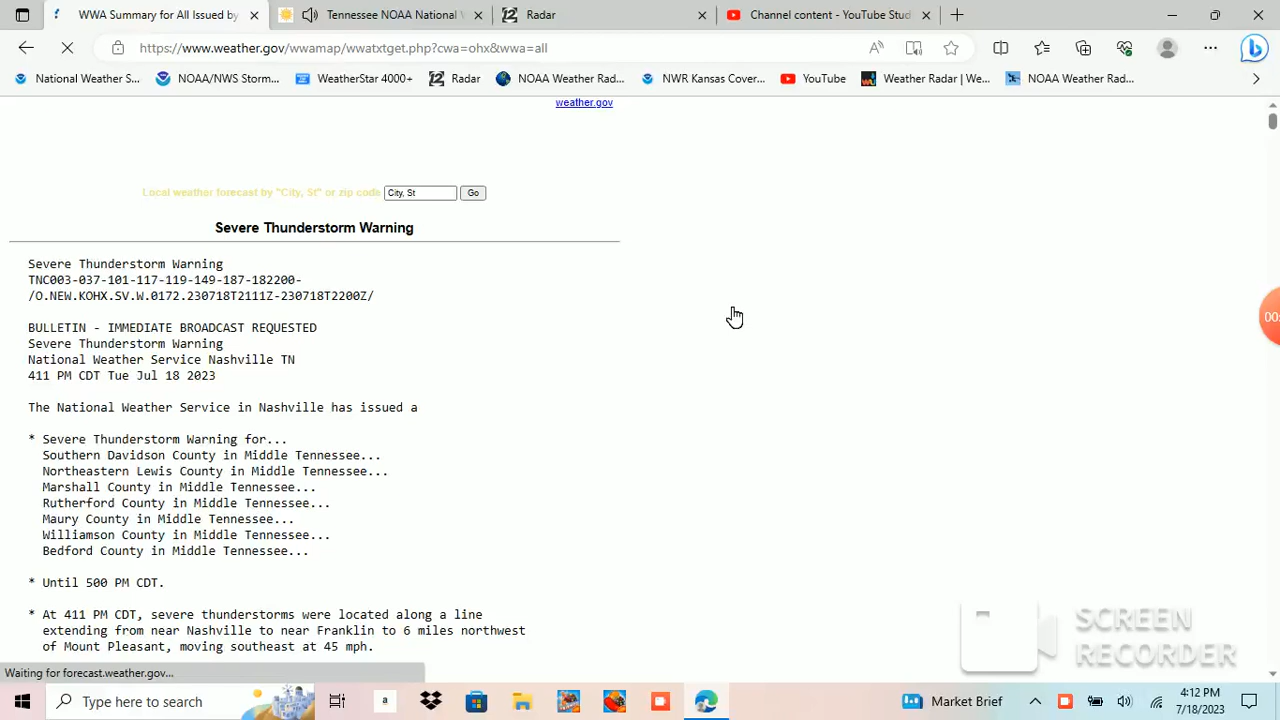 WWA Summary for All Issued by
Tennessee NOAA National W
Radar
Channel content - YouTube Stud
https://www.weather.gov/wwamap/wwatxtget.php?cwa=ohx&wwa=all
National Weather S...
NOAA/NWS Storm...
WeatherStar 4000+
Radar
NOAA Weather Rad...
NWR Kansas Cover...
YouTube
Weather Radar | We...
NOAA Weather Rad...
weather.gov
Local weather forecast by "City, St" or zip code City, St Go
Severe Thunderstorm Warning
Severe Thunderstorm Warning
TNC003-037-101-117-119-149-187-182200-
/O.NEW.KOHX.SV.W.0172.230718T2111Z-230718T2200Z/
BULLETIN - IMMEDIATE BROADCAST REQUESTED
Severe Thunderstorm Warning
National Weather Service Nashville TN
411 PM CDT Tue Jul 18 2023
The National Weather Service in Nashville has issued a
* Severe Thunderstorm Warning for...
Southern Davidson County in Middle Tennessee...
Northeastern Lewis County in Middle Tennessee...
Marshall County in Middle Tennessee...
Rutherford County in Middle Tennessee...
Maury County in Middle Tennessee...
Williamson County in Middle Tennessee...
Bedford County in Middle Tennessee...
* Until 500 PM CDT.
* At 411 PM CDT, severe thunderstorms were located along a line
extending from near Nashville to near Franklin to 6 miles northwest
of Mount Pleasant, moving southeast at 45 mph.
00:
SCREEN
RECORDER
Waiting for forecast.weather.gov...
Type here to search
a
Market Brief
4:12 PM
7/18/2023